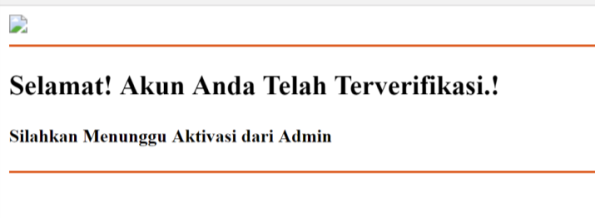 Selamat! Akun Anda Telah Terverifikasi.!
Silahkan Menunggu Aktivasi dari Admin